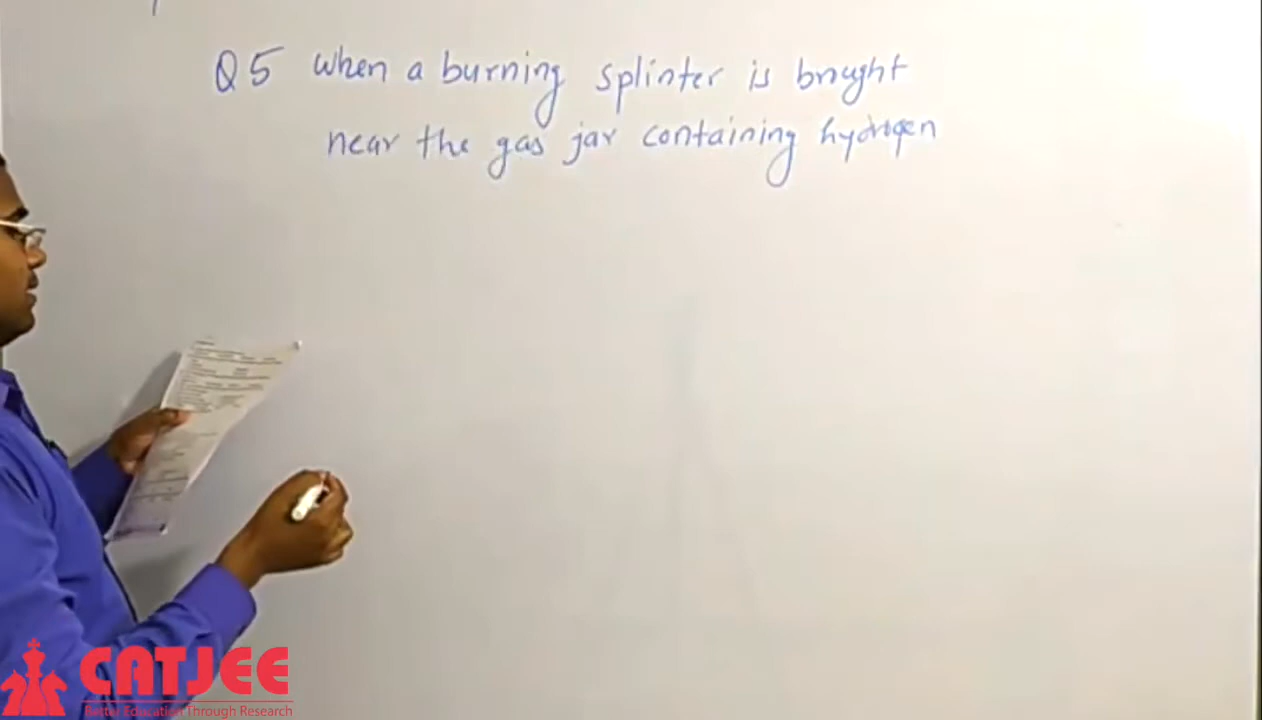 Q5 when a burning splinter is brought
near the gas jar containing hydrogen
CATJEE
Better Education Through Research